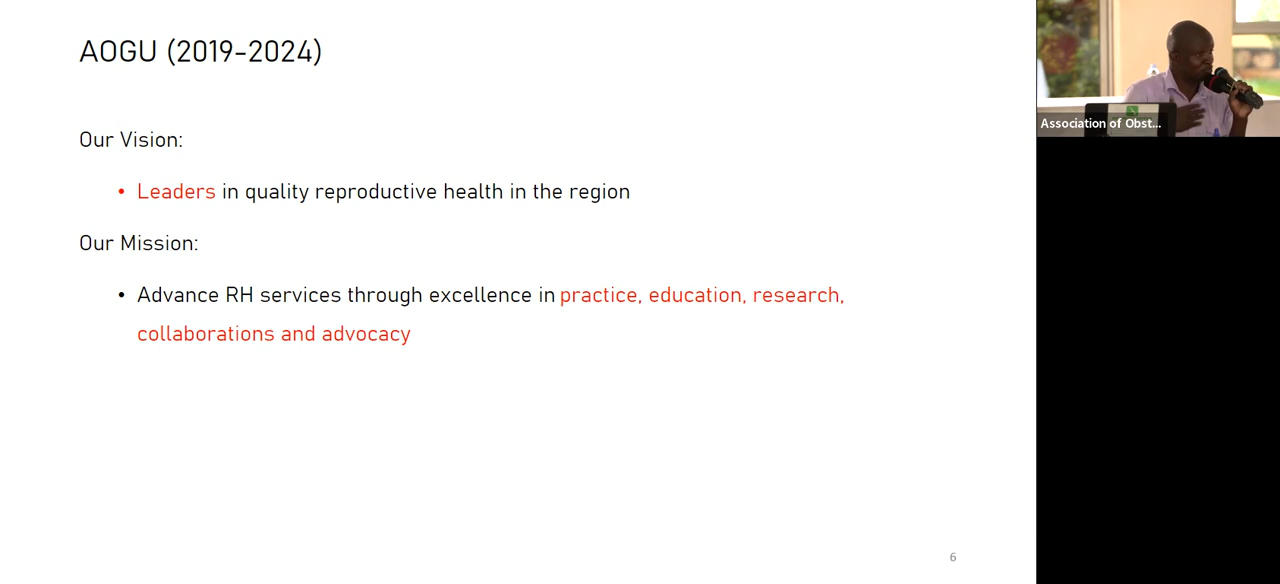 AOGU (2019-2024)
Our Vision:
• Leaders in quality reproductive health in the region
Our Mission:
• Advance RH services through excellence in practice, education, research,
collaborations and advocacy
6
Association of Obst...